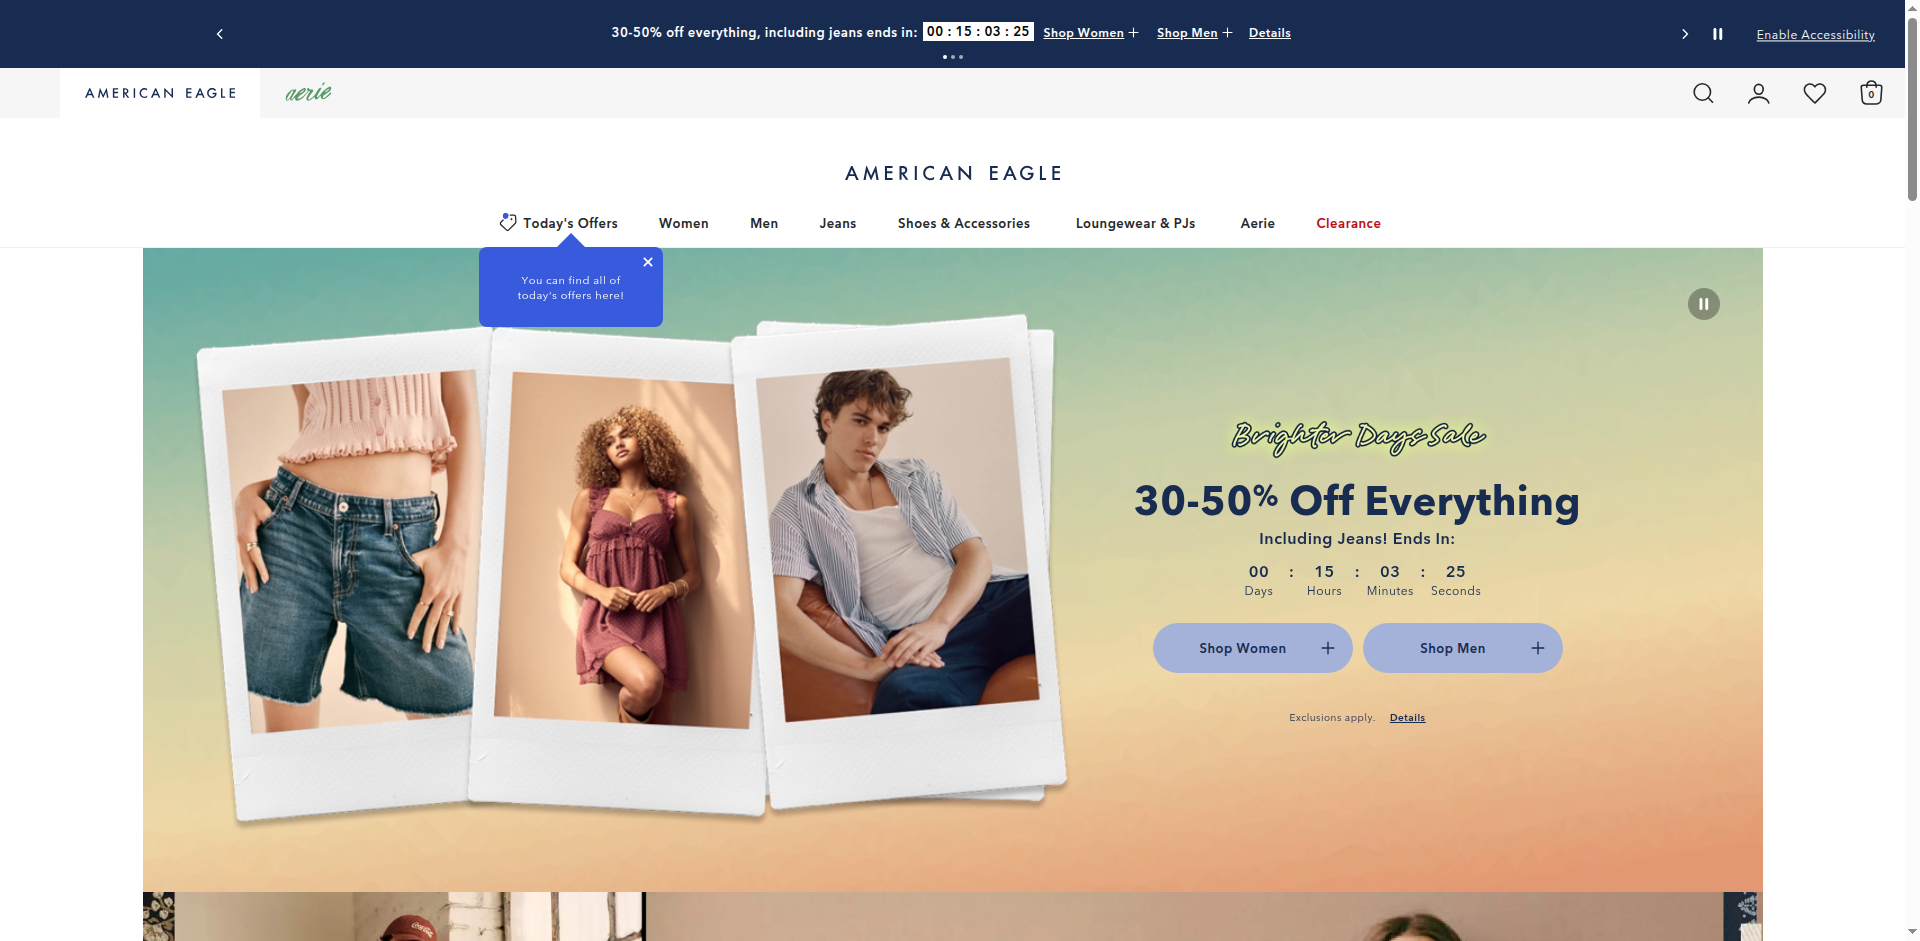 30-50% off everything, including jeans ends in: 00 : 15 : 03 : 25 Shop Women + Shop Men + Details
Enable Accessibility
AMERICAN EAGLE
aerie
0
AMERICAN EAGLE
Today's Offers Women Men Jeans Shoes & Accessories Loungewear & PJs Aerie Clearance
You can find all of
today's offers here!
Brighter Days Sale
30-50% Off Everything
Including Jeans! Ends In:
00 : 15 : 03 : 25
Days Hours Minutes Seconds
Shop Women +
Shop Men +
Exclusions apply. Details
Coca-Cola